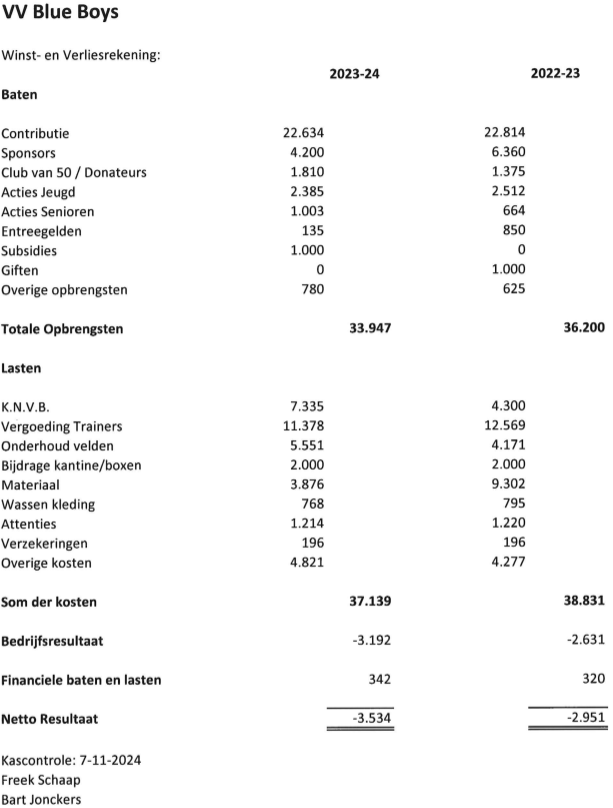 VV Blue Boys
Winst- en Verliesrekening:
2023-24 2022-23
Baten
Contributie 22.634 22.814
Sponsors 4.200 6.360
Club van 50 / Donateurs 1.810 1.375
Acties Jeugd 2.385 2.512
Acties Senioren 1.003 664
Entreegelden 135 850
Subsidies 1.000 0
Giften 0 1.000
Overige opbrengsten 780 625
Totale Opbrengsten 33.947 36.200
Lasten
K.N.V.B. 7.335 4.300
Vergoeding Trainers 11.378 12.569
Onderhoud velden 5.551 4.171
Bijdrage kantine/boxen 2.000 2.000
Materiaal 3.876 9.302
Wassen kleding 768 795
Attenties 1.214 1.220
Verzekeringen 196 196
Overige kosten 4.821 4.277
Som der kosten 37.139 38.831
Bedrijfsresultaat -3.192 -2.631
Financiele baten en lasten 342 320
Netto Resultaat -3.534 -2.951
Kascontrole: 7-11-2024
Freek Schaap
Bart Jonckers